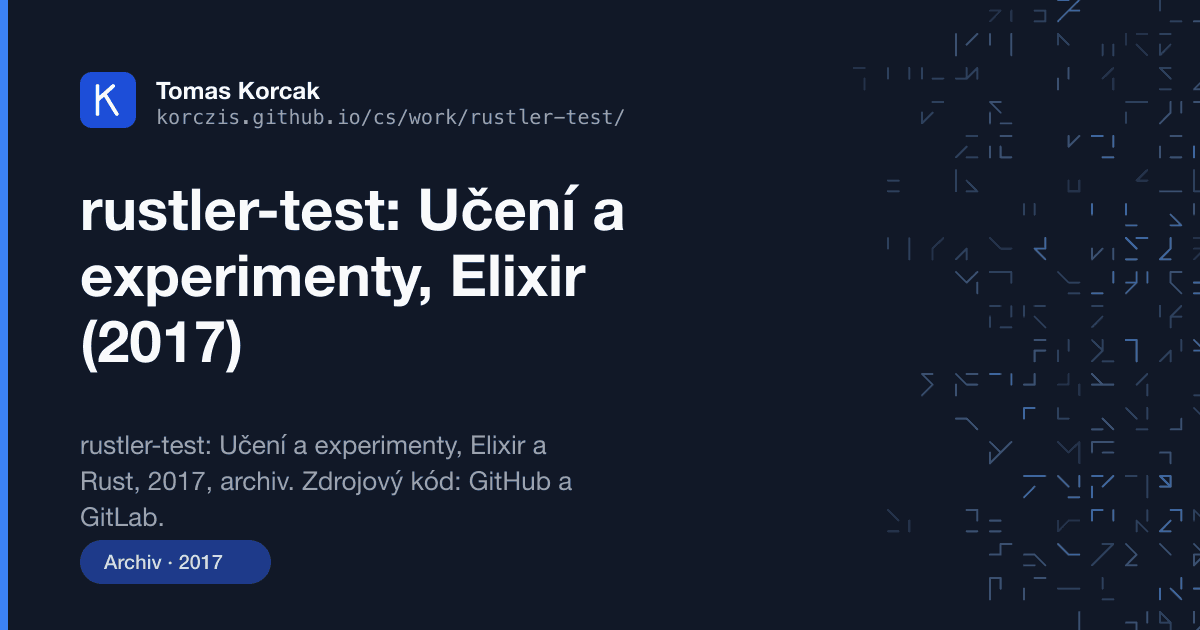 K
Tomas Korcak
korczis.github.io/cs/work/rustler-test/
rustler-test: Učení a
experimenty, Elixir
(2017)
rustler-test: Učení a experimenty, Elixir a
Rust, 2017, archiv. Zdrojový kód: GitHub a
GitLab.
Archiv · 2017